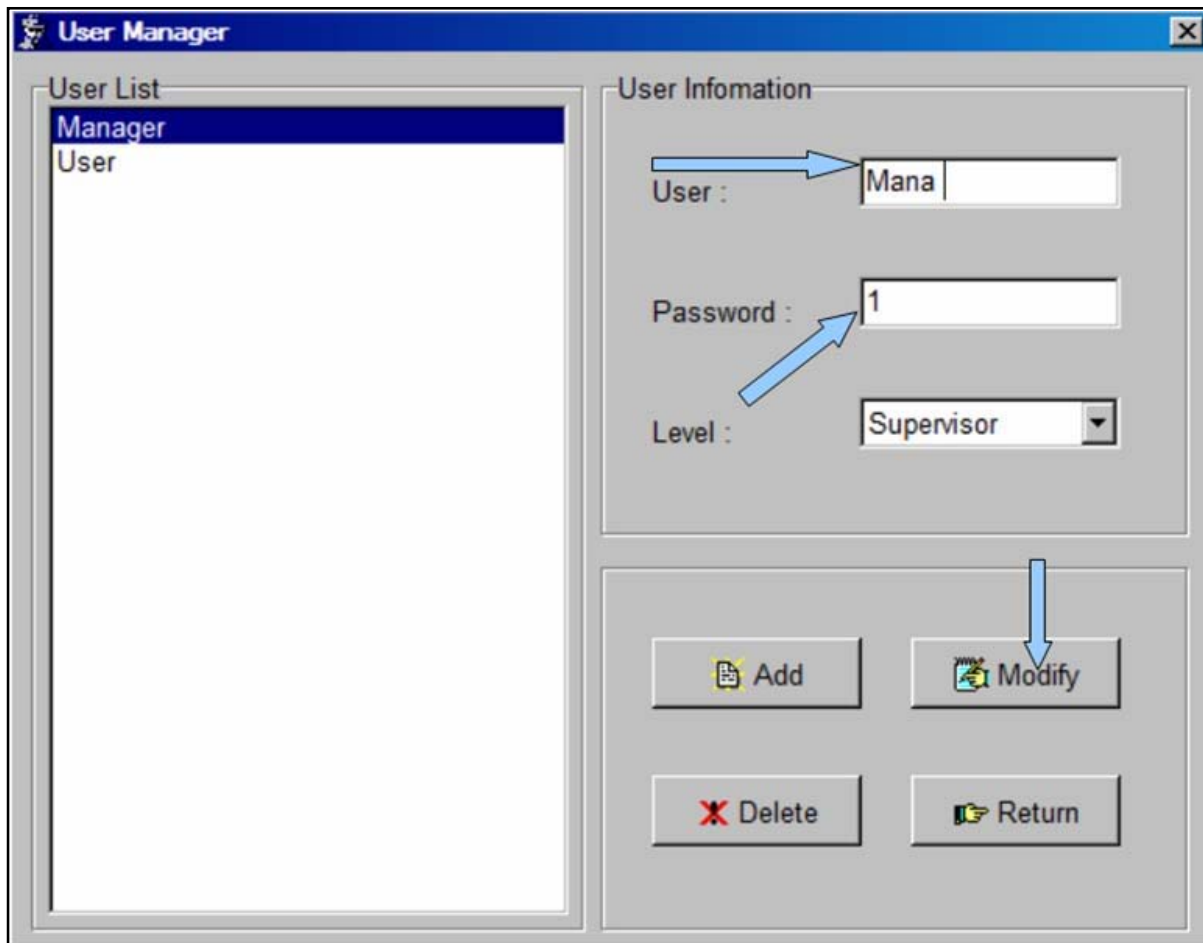 User Manager
User List
Manager
User
User Infomation
User :
Mana
Password :
1
Level :
Supervisor
Add
Modify
Delete
Return